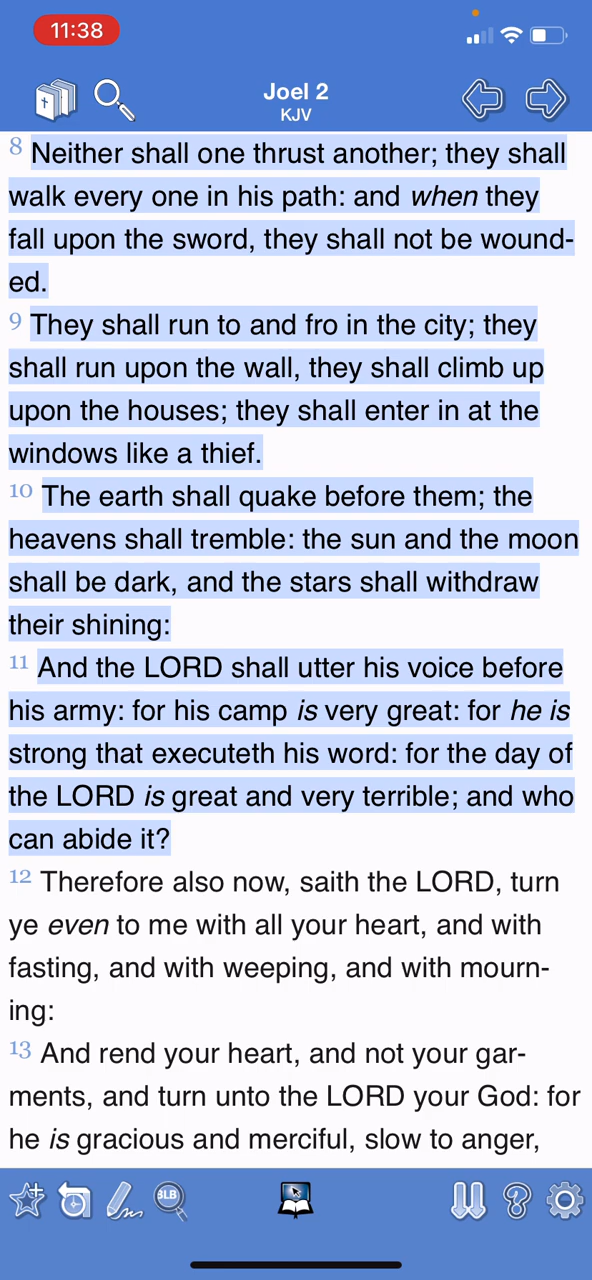 11:38
Joel 2
KJV
8 Neither shall one thrust another; they shall
walk every one in his path: and when they
fall upon the sword, they shall not be wound-
ed.
9 They shall run to and fro in the city; they
shall run upon the wall, they shall climb up
upon the houses; they shall enter in at the
windows like a thief.
10 The earth shall quake before them; the
heavens shall tremble: the sun and the moon
shall be dark, and the stars shall withdraw
their shining:
11 And the LORD shall utter his voice before
his army: for his camp is very great: for he is
strong that executeth his word: for the day of
the LORD is great and very terrible; and who
can abide it?
12 Therefore also now, saith the LORD, turn
ye even to me with all your heart, and with
fasting, and with weeping, and with mourn-
ing:
13 And rend your heart, and not your gar-
ments, and turn unto the LORD your God: for
he is gracious and merciful, slow to anger,
BLB